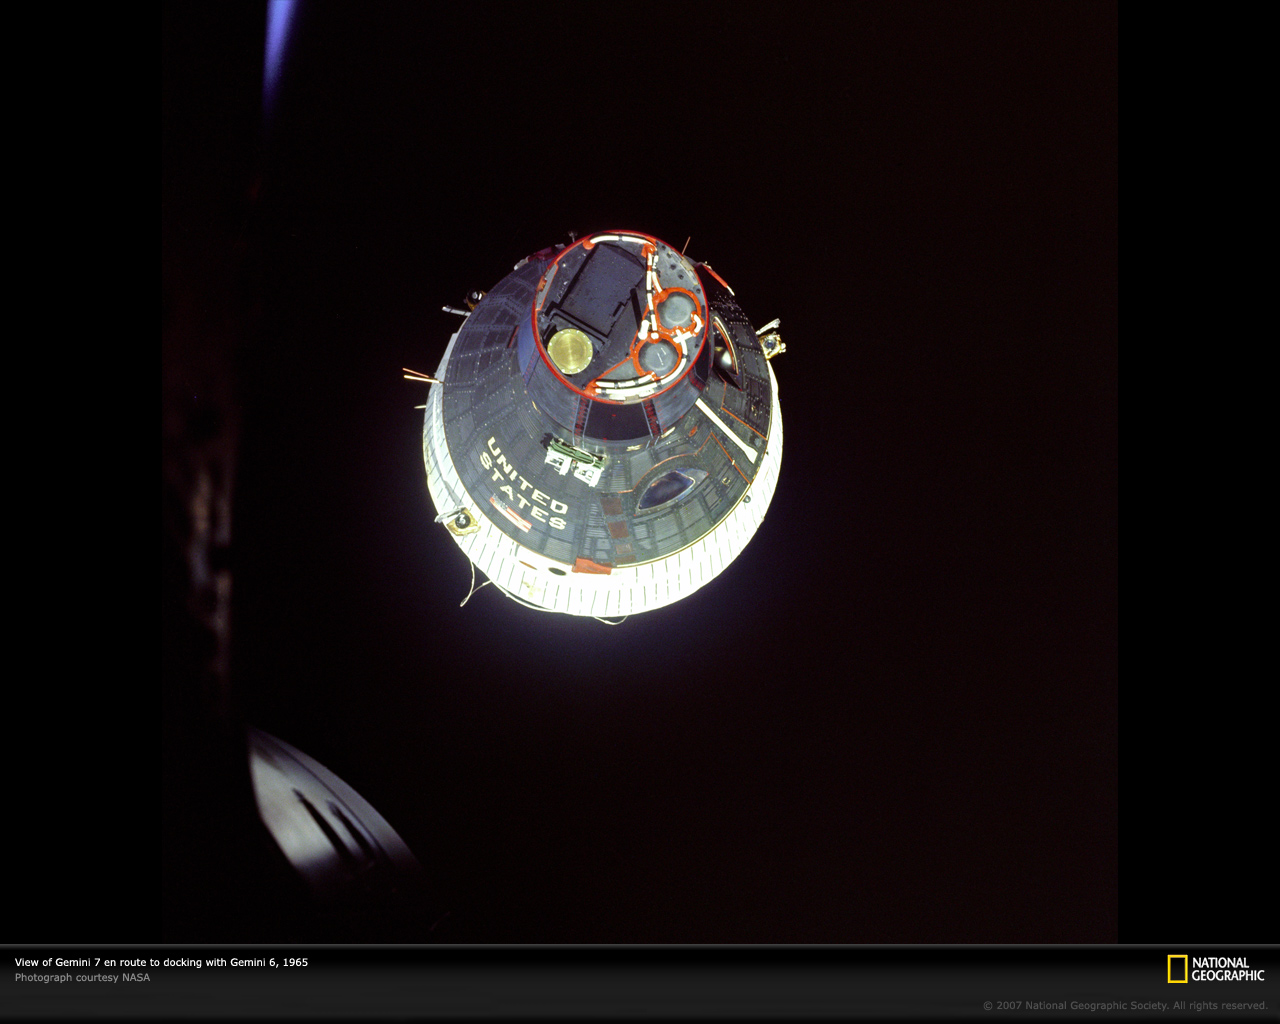 UNITED
STATES
View of Gemini 7 en route to docking with Gemini 6, 1965
Photograph courtesy NASA
NATIONAL
GEOGRAPHIC
© 2007 National Geographic Society. All rights reserved.